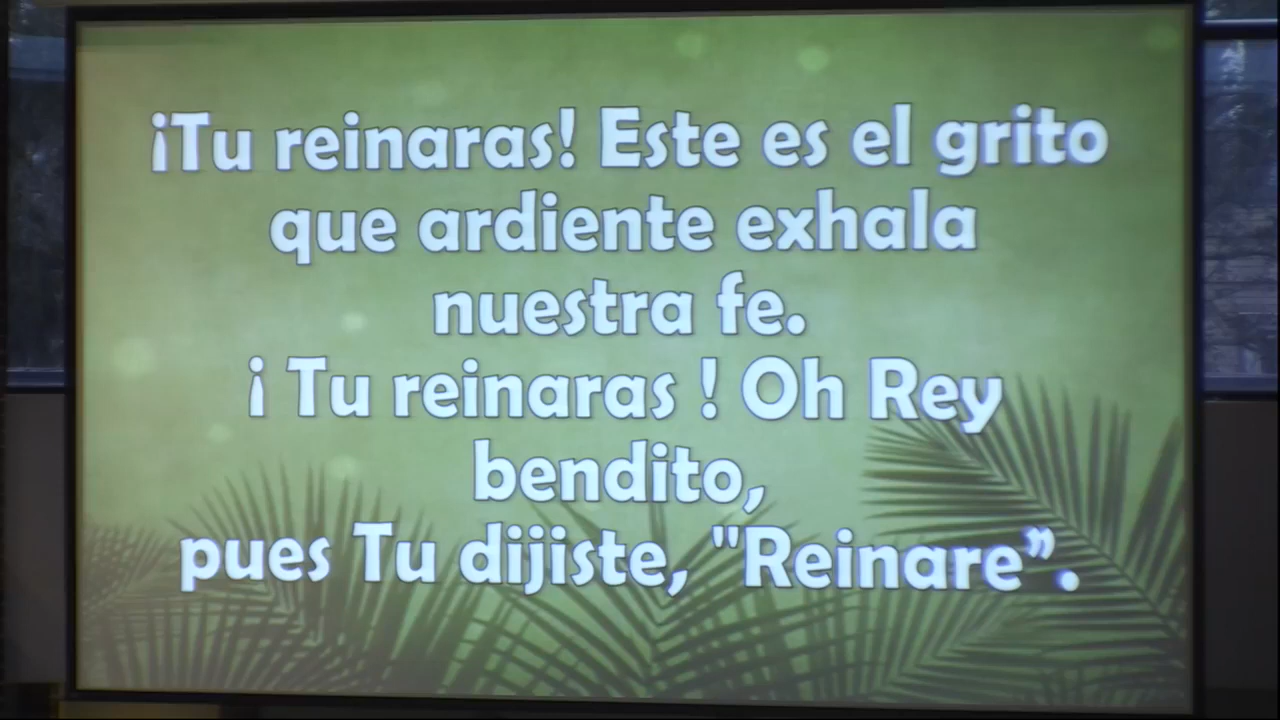 ¡Tu reinaras! Este es el grito
que ardiente exhala
nuestra fe.
¡ Tu reinaras ! Oh Rey
bendito,
pues Tu dijiste, "Reinare”.